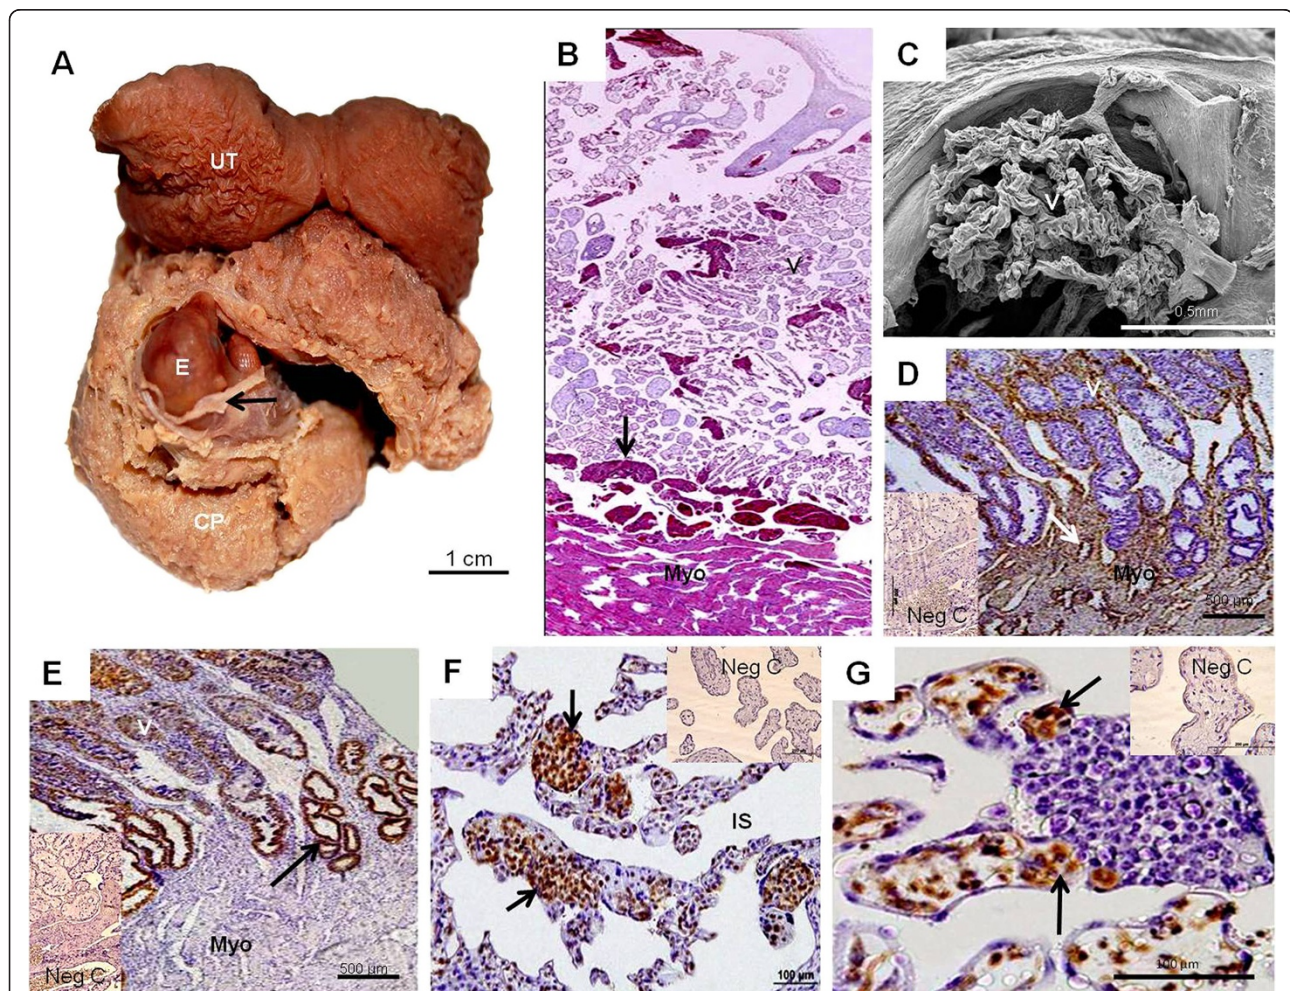 A
UT
E
CP
1 cm
B
V
Myo
C
V
0.5mm
D
V
Myo
Neg C
500 µm
E
V
Myo
Neg C
500 µm
F
Neg C
IS
100 µm
G
Neg C
100 µm